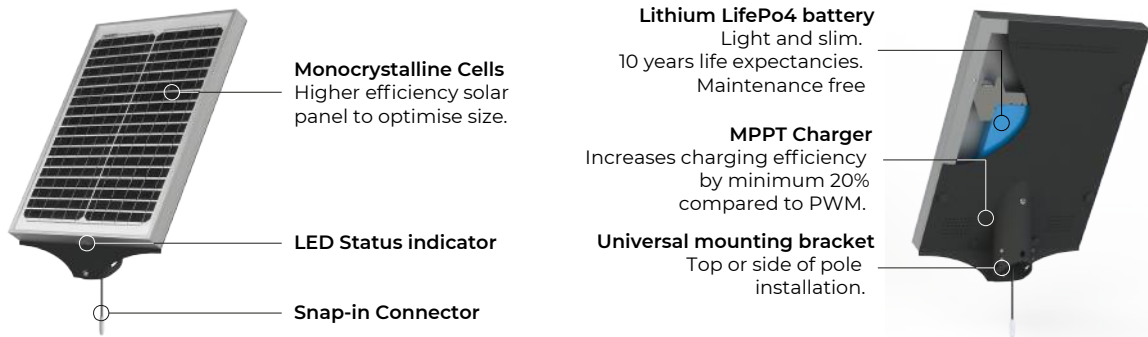 Monocrystalline Cells
Higher efficiency solar
panel to optimise size.
LED Status indicator
Snap-in Connector
Lithium LifePo4 battery
Light and slim.
10 years life expectancies.
Maintenance free
MPPT Charger
Increases charging efficiency
by minimum 20%
compared to PWM.
Universal mounting bracket
Top or side of pole
installation.